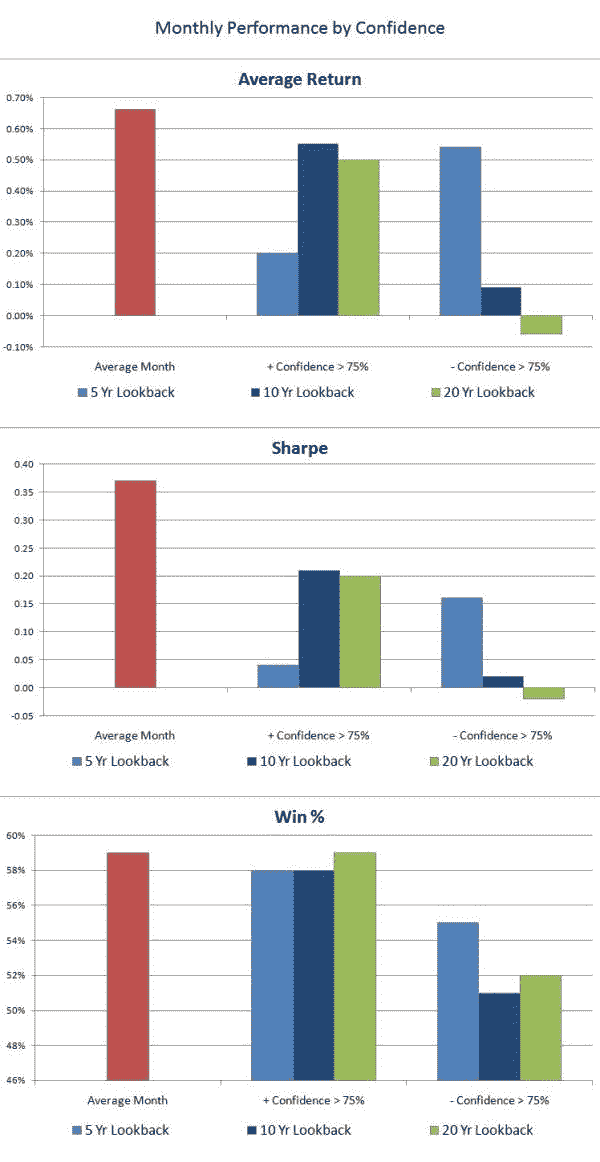 Monthly Performance by Confidence
Average Return
0.70%
0.60%
0.50%
0.40%
0.30%
0.20%
0.10%
0.00%
-0.10%
Average Month + Confidence > 75% - Confidence > 75%
5 Yr Lookback 10 Yr Lookback 20 Yr Lookback
Sharpe
0.40
0.35
0.30
0.25
0.20
0.15
0.10
0.05
0.00
-0.05
Average Month + Confidence > 75% - Confidence > 75%
5 Yr Lookback 10 Yr Lookback 20 Yr Lookback
Win %
60%
58%
56%
54%
52%
50%
48%
46%
Average Month + Confidence > 75% - Confidence > 75%
5 Yr Lookback 10 Yr Lookback 20 Yr Lookback